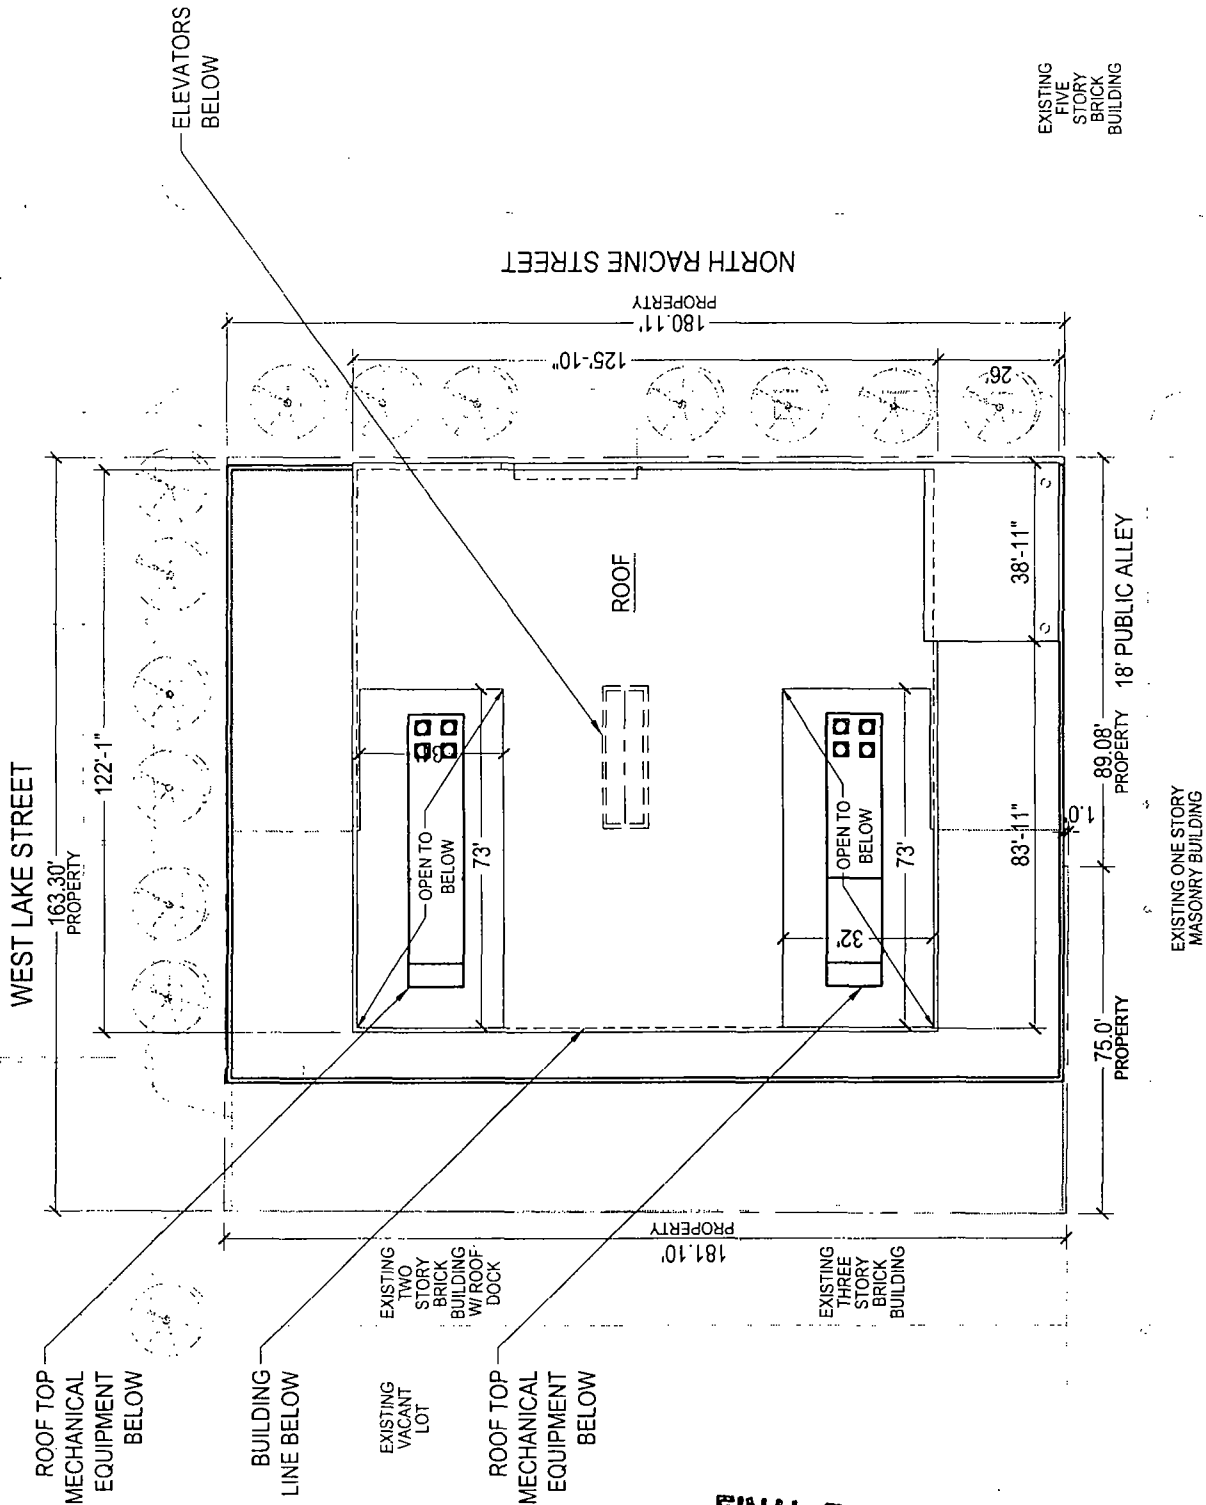 WEST LAKE STREET
163.30'
PROPERTY
122'-1"
ELEVATORS
BELOW
NORTH RACINE STREET
180.11'
PROPERTY
125'-10"
26'
EXISTING
FIVE
STORY
BRICK
BUILDING
ROOF
OPEN TO
BELOW
73'
OPEN TO
BELOW
73'
32'
38'-11"
83'-11"
18' PUBLIC ALLEY
89.08'
PROPERTY
1.0'
75.0'
PROPERTY
EXISTING ONE STORY
MASONRY BUILDING
181.10'
PROPERTY
EXISTING
TWO
STORY
BRICK
BUILDING
W/ ROOF
DOCK
EXISTING
THREE
STORY
BRICK
BUILDING
ROOF TOP
MECHANICAL
EQUIPMENT
BELOW
BUILDING
LINE BELOW
EXISTING
VACANT
LOT
ROOF TOP
MECHANICAL
EQUIPMENT
BELOW